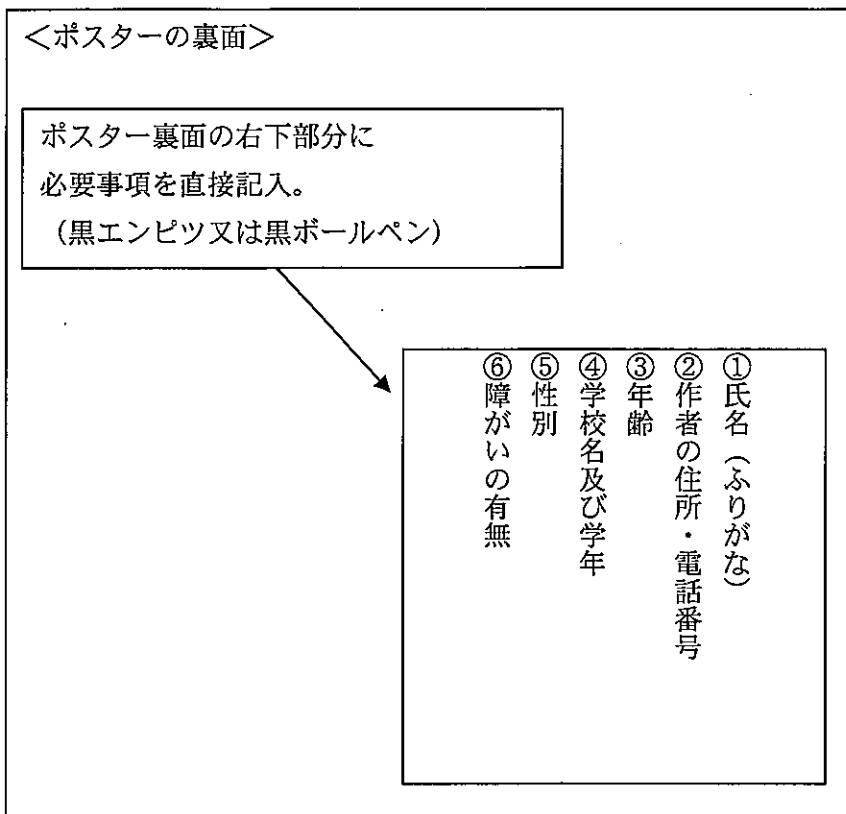 ＜ポスターの裏面＞
ポスター裏面の右下部分に
必要事項を直接記入。
（黒エンピツ又は黒ボールペン）
①氏名（ふりがな）
②作者の住所・電話番号
③年齢
④学校名及び学年
⑤性別
⑥障がいの有無